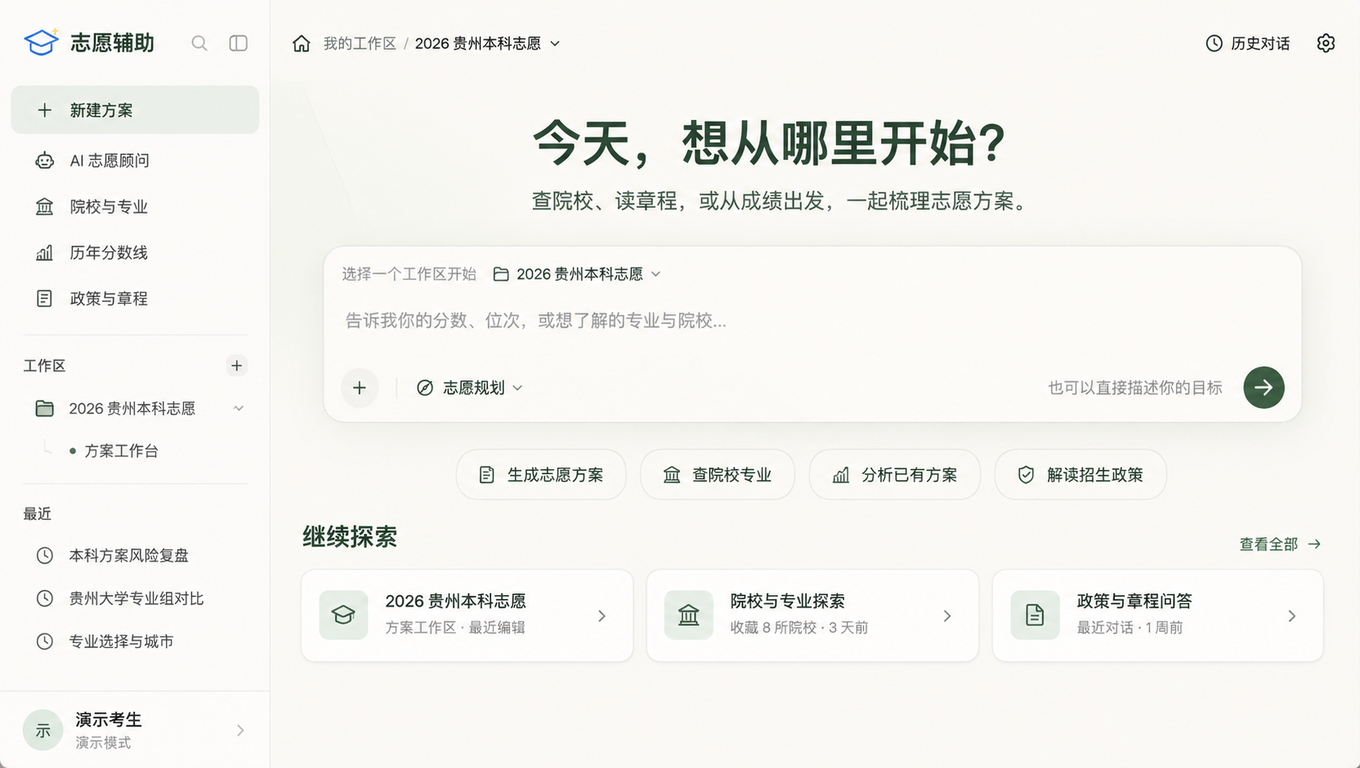 志愿辅助
新建方案
AI 志愿顾问
院校与专业
历年分数线
政策与章程
工作区
2026 贵州本科志愿
方案工作台
最近
本科方案风险复盘
贵州大学专业组对比
专业选择与城市
示
演示考生
演示模式
我的工作区 / 2026 贵州本科志愿
历史对话
今天，想从哪里开始？
查院校、读章程，或从成绩出发，一起梳理志愿方案。
选择一个工作区开始 2026 贵州本科志愿
告诉我你的分数、位次，或想了解的专业与院校...
志愿规划
也可以直接描述你的目标
生成志愿方案
查院校专业
分析已有方案
解读招生政策
继续探索
查看全部
2026 贵州本科志愿
方案工作区 · 最近编辑
院校与专业探索
收藏 8 所院校 · 3 天前
政策与章程问答
最近对话 · 1 周前